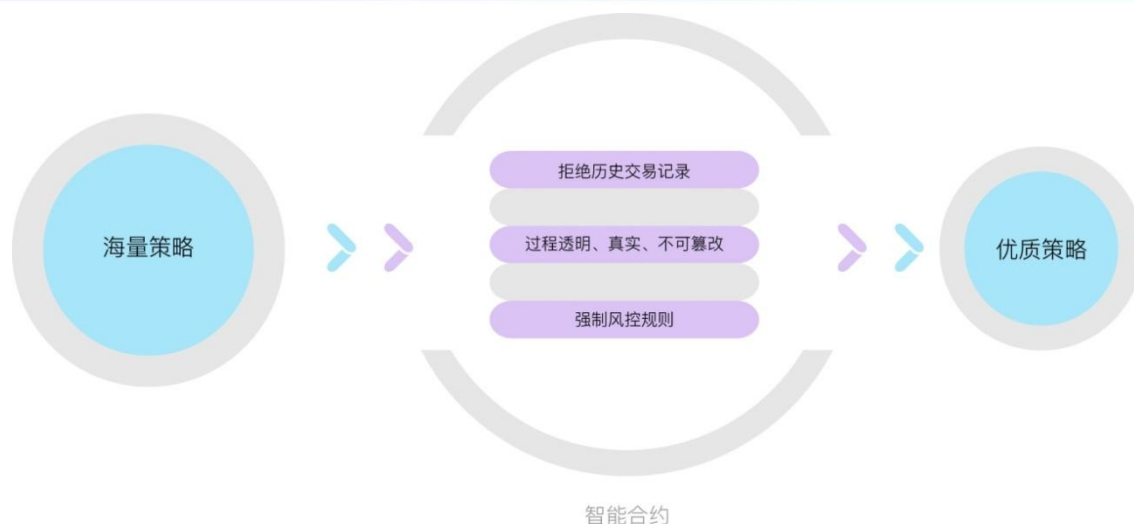 海量策略
拒绝历史交易记录
过程透明、真实、不可篡改
强制风控规则
优质策略
智能合约